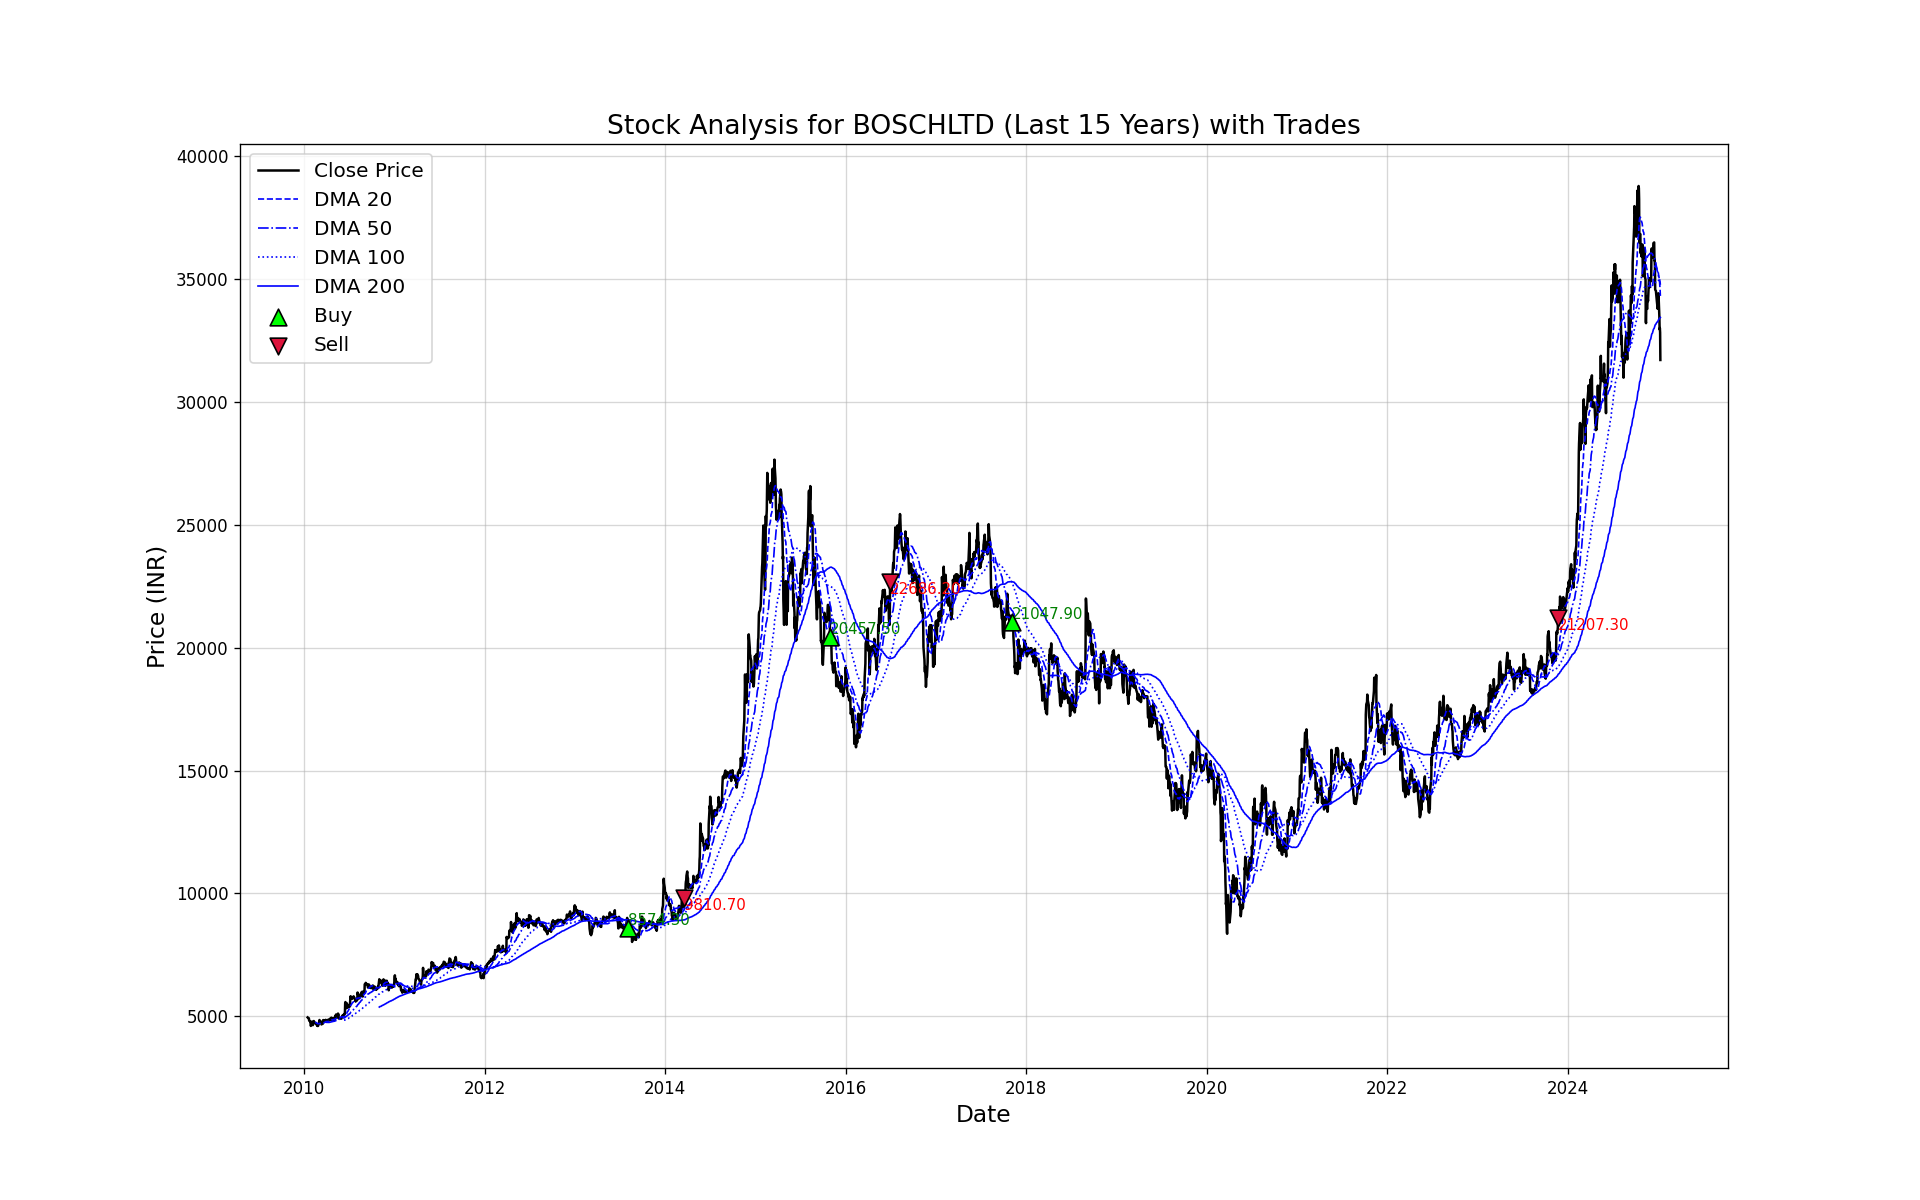 Stock Analysis for BOSCHLTD (Last 15 Years) with Trades
Close Price
DMA 20
DMA 50
DMA 100
DMA 200
Buy
Sell
40000
35000
30000
25000
20000
15000
10000
5000
Price (INR)
20457.50
21047.90
21207.30
9810.70
2010
2012
2014
2016
2018
2020
2022
2024
Date